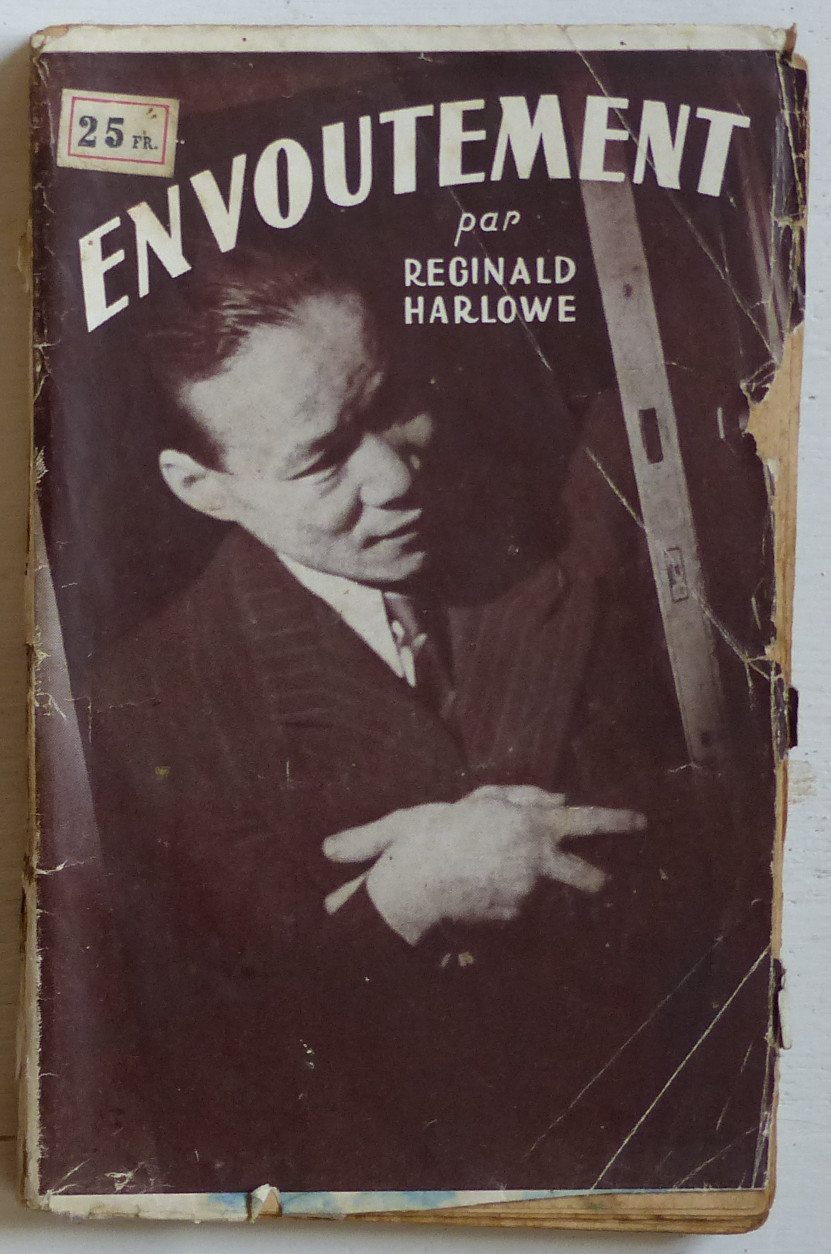 25 FR.
ENVOUTEMENT
par
REGINALD
HARLOWE